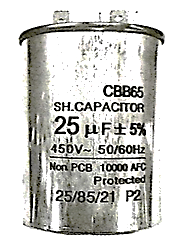 CBB65
SH.CAPACITOR
25 µF ± 5%
450V~ 50/60Hz
Non PCB 10000 AFC
Protected
25/85/21 P2